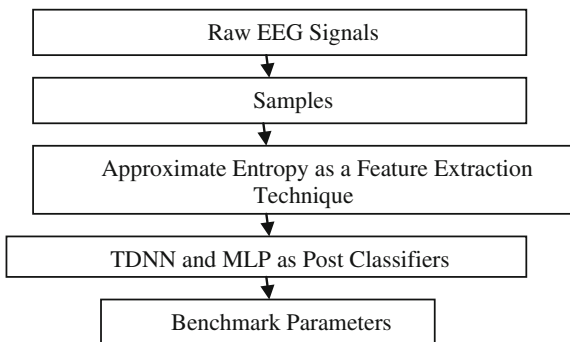 Raw EEG Signals
Samples
Approximate Entropy as a Feature Extraction
Technique
TDNN and MLP as Post Classifiers
Benchmark Parameters